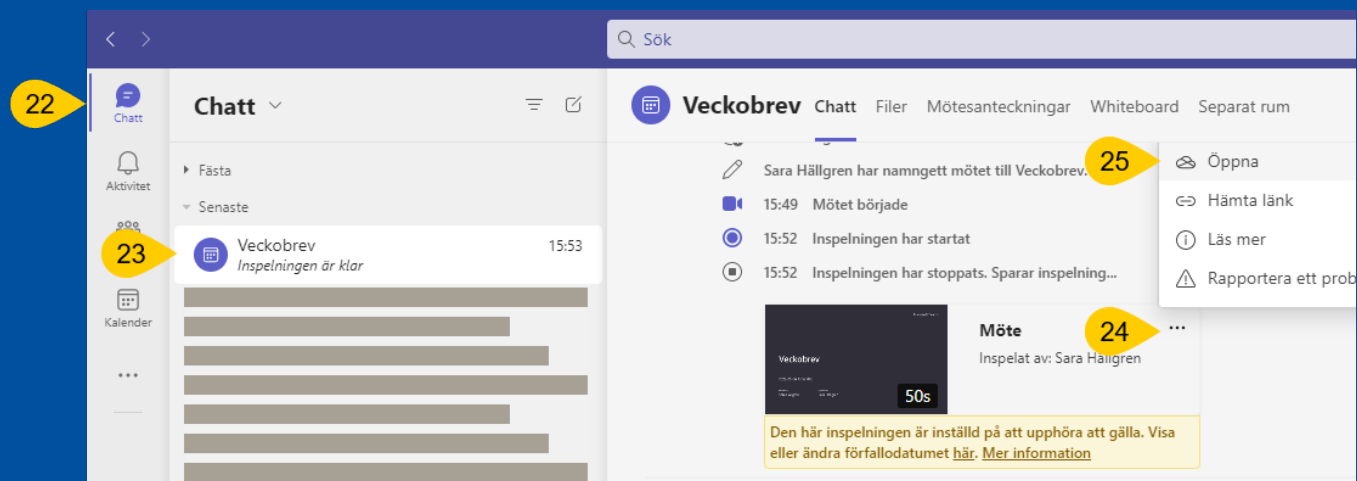 Sök
22
Chatt
Aktivitet
Kalender
Chatt
Fästa
Senaste
23
Veckobrev 15:53
Inspelningen är klar
Veckobrev Chatt Filer Mötesanteckningar Whiteboard Separat rum
Sara Hällgren har namngett mötet till Veckobrev.
15:49 Mötet började
15:52 Inspelningen har startat
15:52 Inspelningen har stoppats. Sparar inspelning...
25
Öppna
Hämta länk
Läs mer
Rapportera ett prob
Veckobrev
50s
Möte
24
Inspelat av: Sara Hällgren
Den här inspelningen är inställd på att upphöra att gälla. Visa
eller ändra förfallodatumet här. Mer information